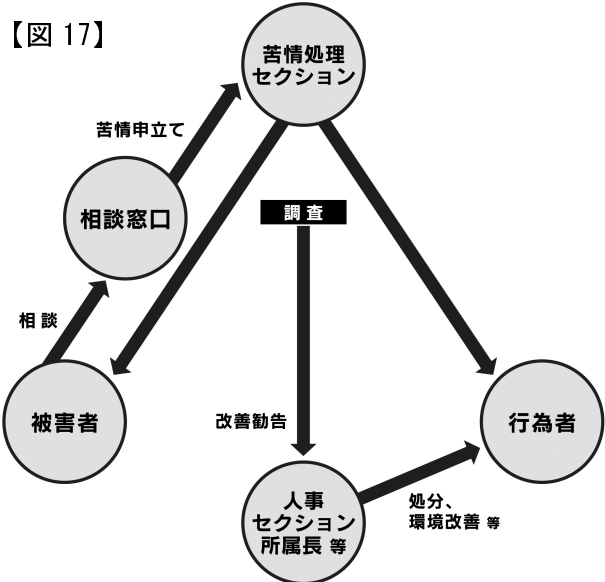 【図 17】
苦情処理
セクション
苦情申立て
相談窓口
調 査
相 談
被害者
改善勧告
行為者
人事
セクション
所属長 等
処分、
環境改善 等